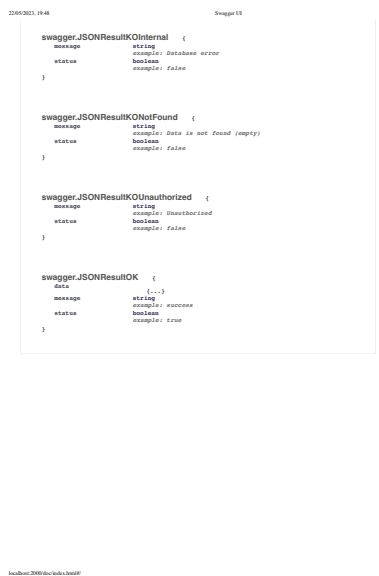 22/05/2023, 19:48 Swagger UI
swagger.JSONResultKOInternal {
message string
example: Database error
status boolean
example: false
}
swagger.JSONResultKONotFound {
message string
example: Data is not found (empty)
status boolean
example: false
}
swagger.JSONResultKOUnauthorized {
message string
example: Unauthorized
status boolean
example: false
}
swagger.JSONResultOK {
data
{...}
message string
example: success
status boolean
example: true
}
localhost:2000/doc/index.html#/